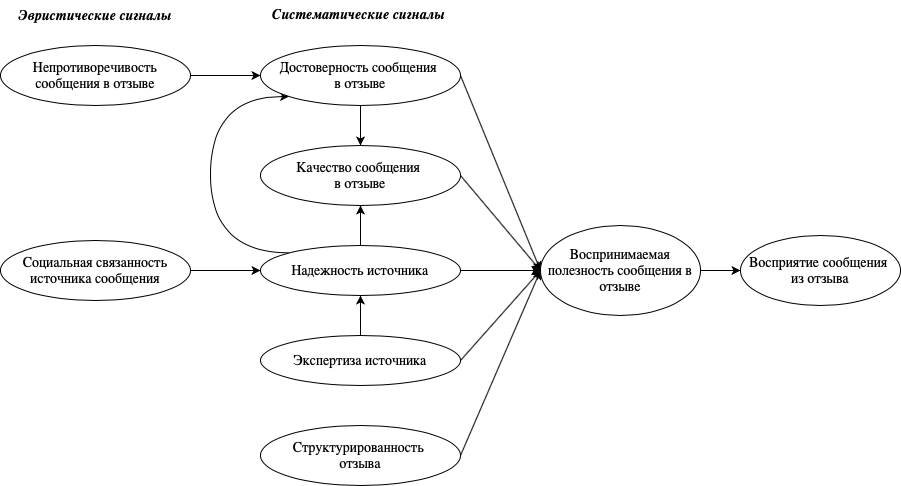 Эвристические сигналы
Систематические сигналы
Непротиворечивость
сообщения в отзыве
Достоверность сообщения
в отзыве
Качество сообщения
в отзыве
Социальная связанность
источника сообщения
Надежность источника
Воспринимаемая
полезность сообщения в
отзыве
Восприятие сообщения
из отзыва
Экспертиза источника
Структурированность
отзыва